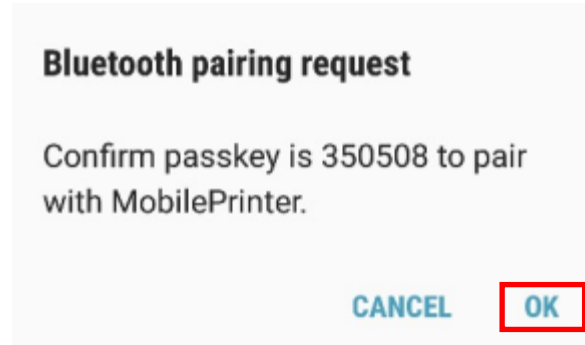 Bluetooth pairing request
Confirm passkey is 350508 to pair
with MobilePrinter.
CANCEL OK